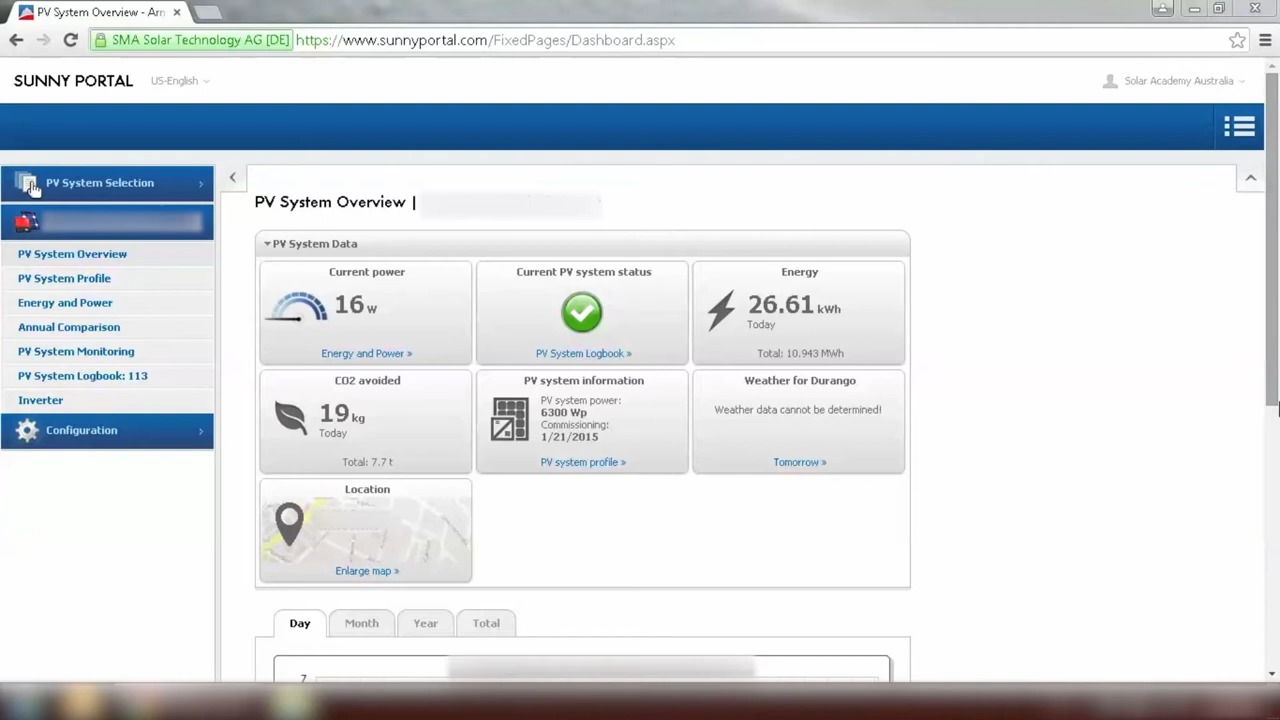 PV System Overview - Arn
SMA Solar Technology AG [DE] https://www.sunnyportal.com/FixedPages/Dashboard.aspx
SUNNY PORTAL US-English Solar Academy Australia
PV System Selection
PV System Overview
PV System Profile
Energy and Power
Annual Comparison
PV System Monitoring
PV System Logbook: 113
Inverter
Configuration
PV System Overview |
PV System Data
Current power
16 W
Energy and Power »
Current PV system status
PV System Logbook »
Energy
26.61 kWh
Today
Total: 10.943 MWh
CO2 avoided
19 kg
Today
Total: 7.7 t
PV system information
PV system power:
6300 Wp
Commissioning:
1/21/2015
PV system profile »
Weather for Durango
Weather data cannot be determined!
Tomorrow »
Location
Enlarge map »
Day Month Year Total
7